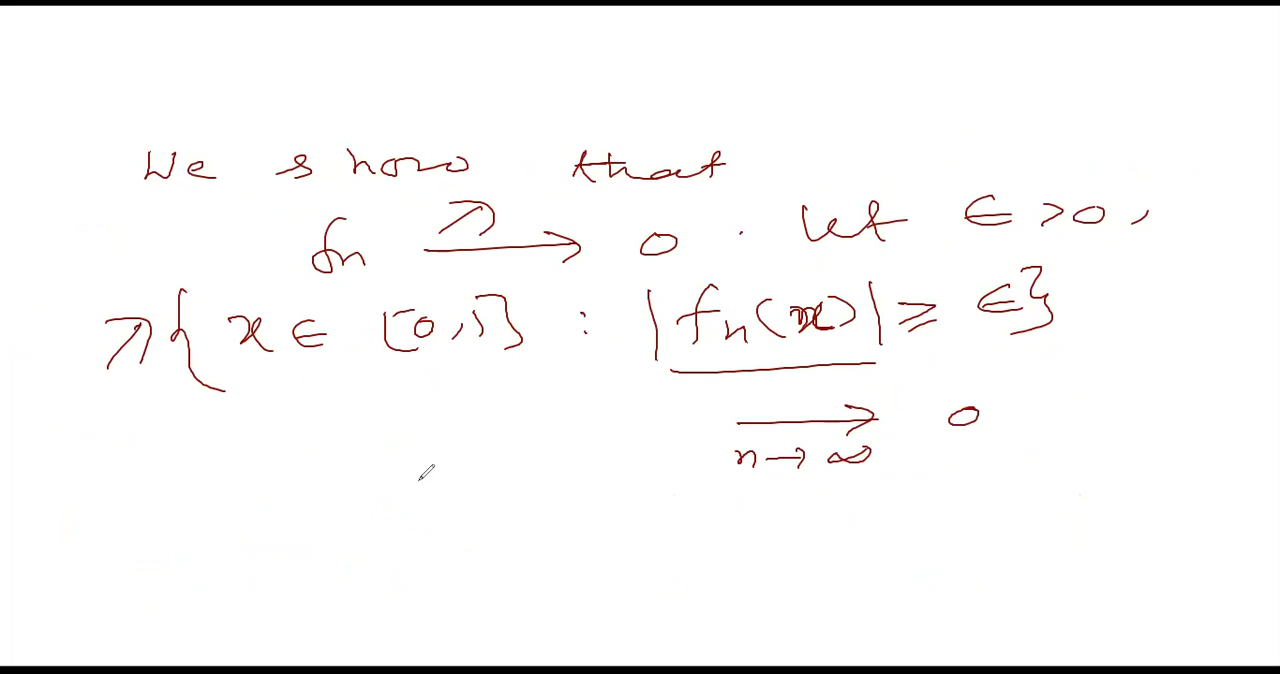 We show that
fn λ⟶ 0 . let ∈ > 0 ,
λ{ x ∈ [0,1] : |fn(x)| ≥ ∈}
⟶ 0
n → ∞